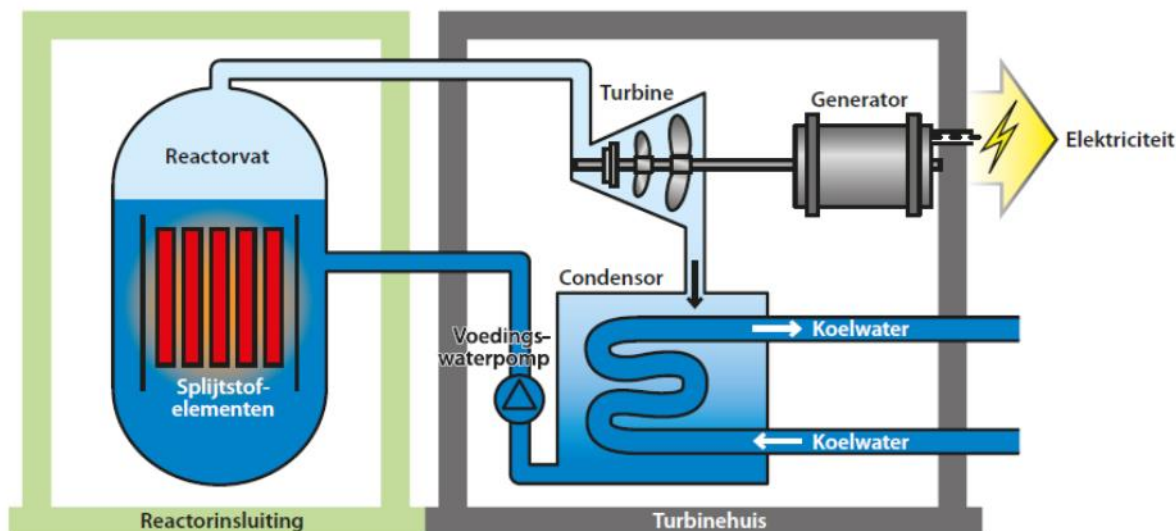 Turbine
Generator
Elektriciteit
Reactorvat
Condensor
Voedings-
waterpomp
Koelwater
Splijtstof-
elementen
Koelwater
Reactorinsluiting
Turbinehuis